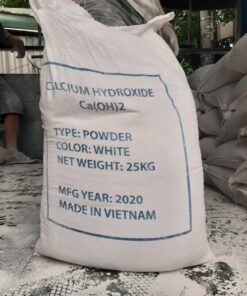 CALCIUM HYDROXIDE
Ca(OH)2
TYPE: POWDER
COLOR: WHITE
NET WEIGHT: 25KG
MFG YEAR: 2020
MADE IN VIETNAM